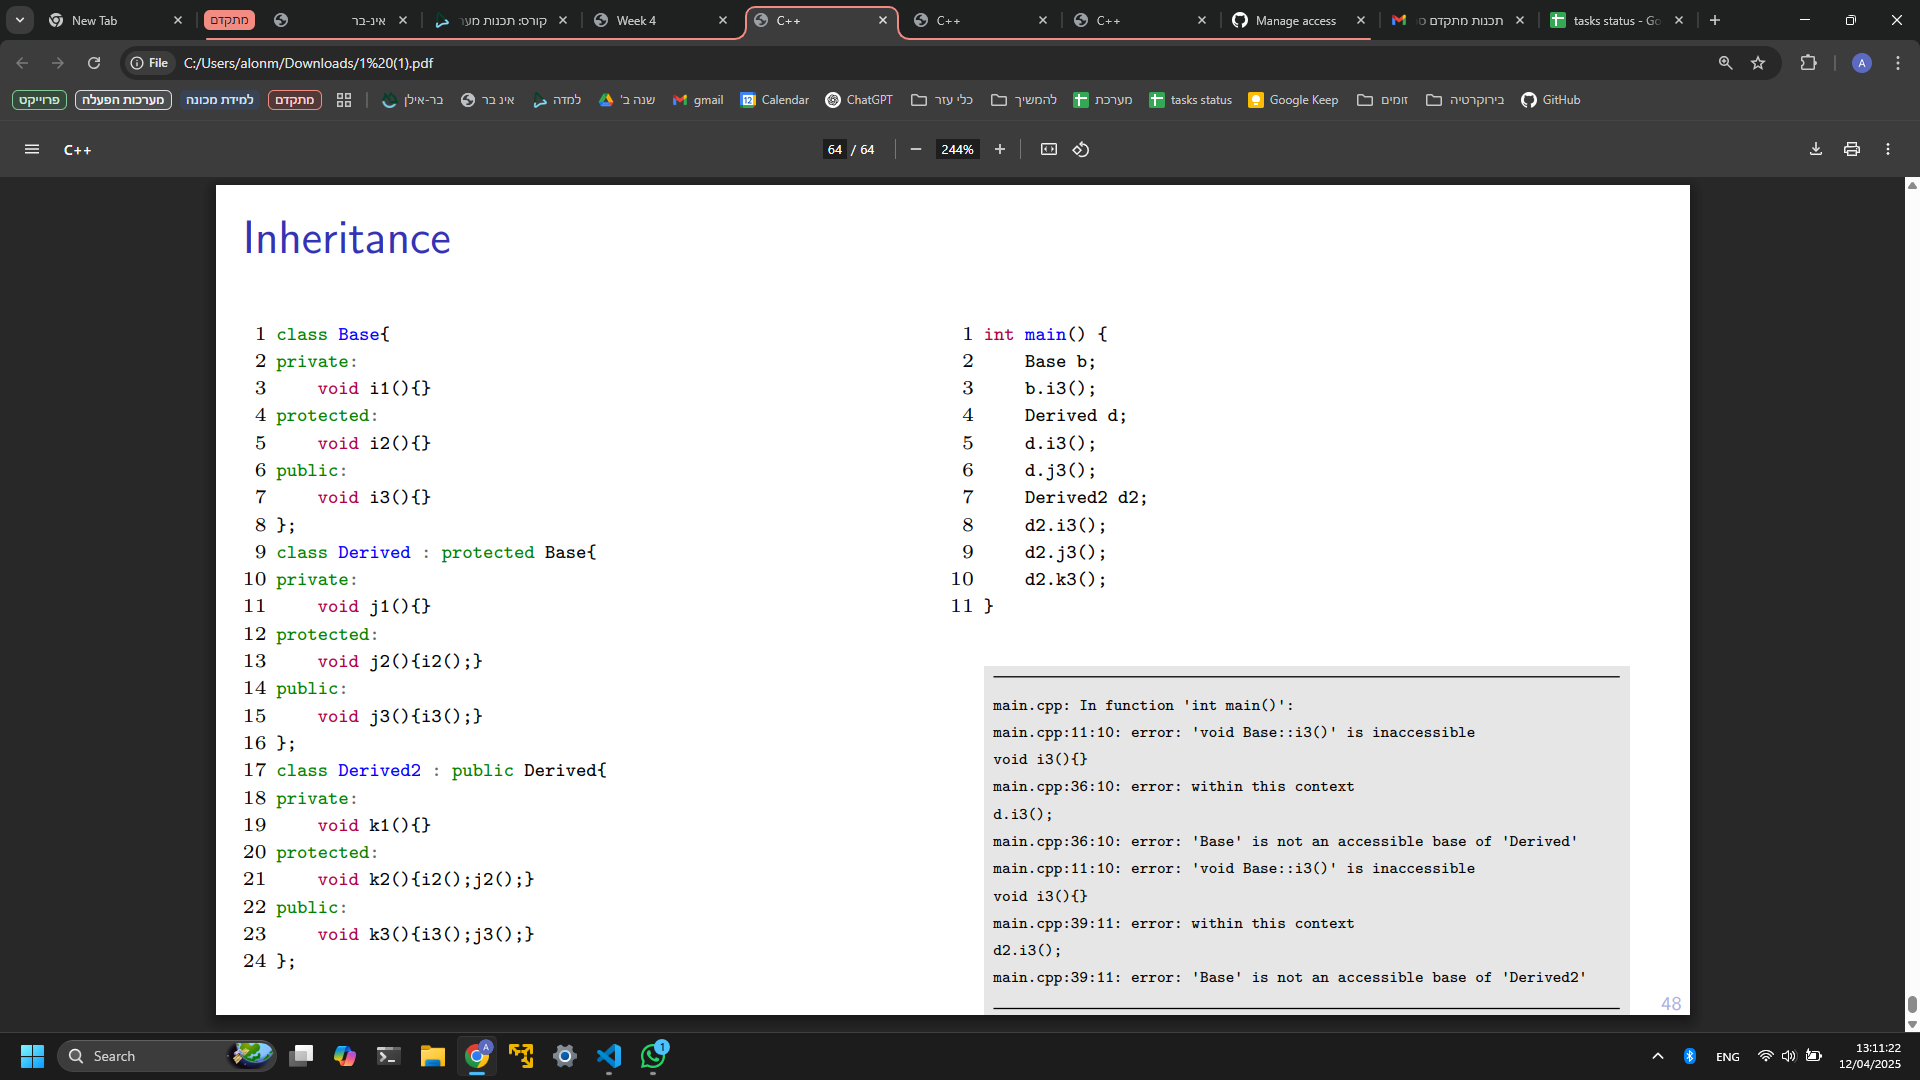 New Tab
מתקדם
אינ-בר
קורס: תכנות מער
Week 4
C++
C++
C++
Manage access
תכנות מתקדם סמ
tasks status - Go
File
C:/Users/alonm/Downloads/1%20(1).pdf
A
פרוייקט
מערכות הפעלה
למידת מכונה
מתקדם
בר-אילן
אינ בר
למדה
שנה ב'
gmail
Calendar
ChatGPT
כלי עזר
להמשיך
מערכת
tasks status
Google Keep
זומים
בירוקרטיה
GitHub
C++
64 / 64
244%
Inheritance
1 class Base{
2 private:
3     void i1(){}
4 protected:
5     void i2(){}
6 public:
7     void i3(){}
8 };
9 class Derived : protected Base{
10 private:
11     void j1(){}
12 protected:
13     void j2(){i2();}
14 public:
15     void j3(){i3();}
16 };
17 class Derived2 : public Derived{
18 private:
19     void k1(){}
20 protected:
21     void k2(){i2();j2();}
22 public:
23     void k3(){i3();j3();}
24 };
1 int main() {
2     Base b;
3     b.i3();
4     Derived d;
5     d.i3();
6     d.j3();
7     Derived2 d2;
8     d2.i3();
9     d2.j3();
10     d2.k3();
11 }
main.cpp: In function 'int main()':
main.cpp:11:10: error: 'void Base::i3()' is inaccessible
void i3(){}
main.cpp:36:10: error: within this context
d.i3();
main.cpp:36:10: error: 'Base' is not an accessible base of 'Derived'
main.cpp:11:10: error: 'void Base::i3()' is inaccessible
void i3(){}
main.cpp:39:11: error: within this context
d2.i3();
main.cpp:39:11: error: 'Base' is not an accessible base of 'Derived2'
48
Search
A
1
ENG
13:11:22
12/04/2025